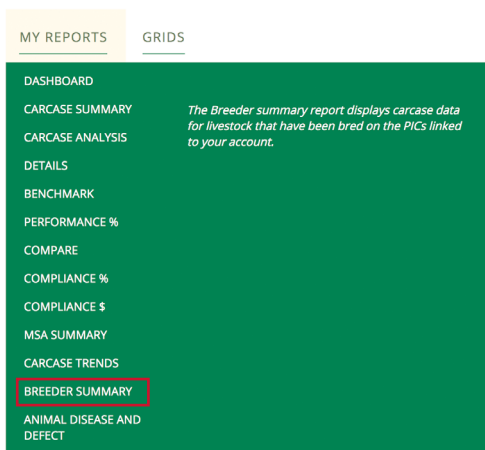 MY REPORTS
GRIDS
DASHBOARD
CARCASE SUMMARY
CARCASE ANALYSIS
DETAILS
BENCHMARK
PERFORMANCE %
COMPARE
COMPLIANCE %
COMPLIANCE $
MSA SUMMARY
CARCASE TRENDS
BREEDER SUMMARY
ANIMAL DISEASE AND
DEFECT
The Breeder summary report displays carcase data
for livestock that have been bred on the PICs linked
to your account.